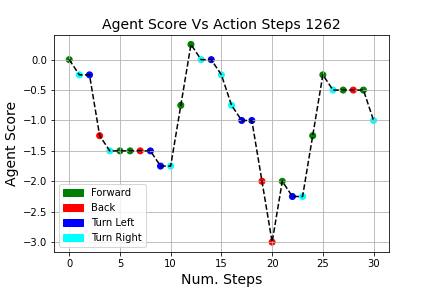 Agent Score Vs Action Steps 1262
Agent Score
0.0
−0.5
−1.0
−1.5
−2.0
−2.5
−3.0
Forward
Back
Turn Left
Turn Right
0 5 10 15 20 25 30
Num. Steps